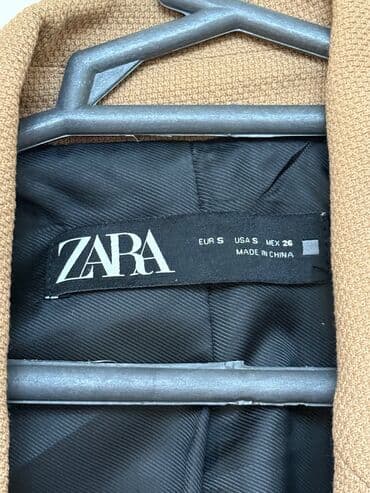 ZARA
EUR S USA S MEX 26
MADE IN CHINA